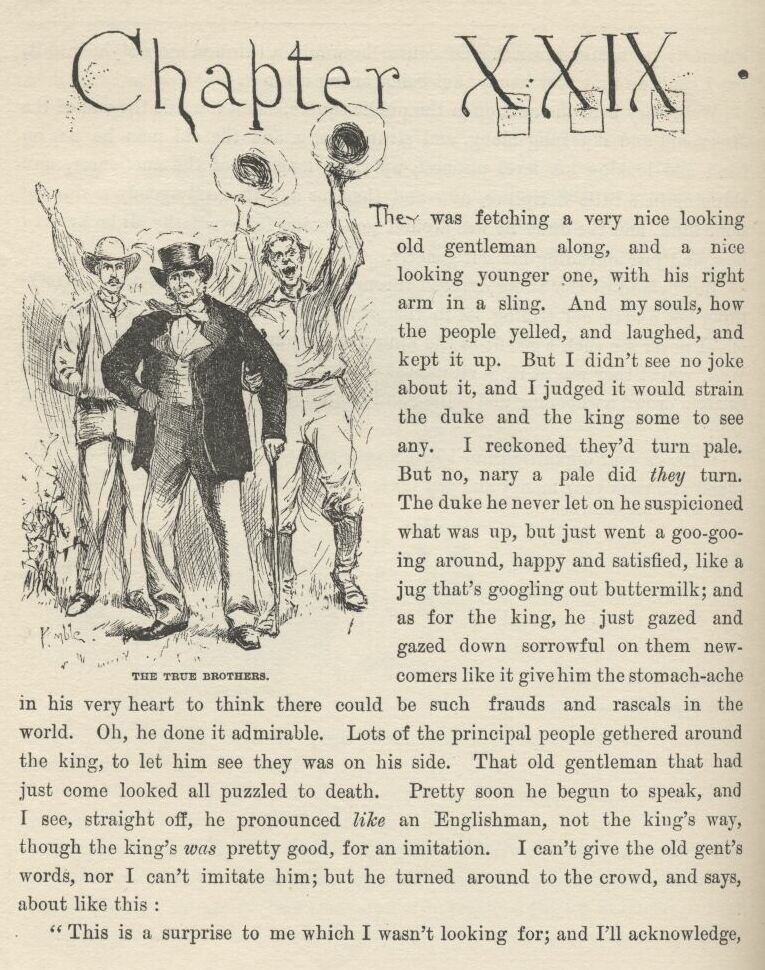 Chapter XXIX.
They was fetching a very nice looking
old gentleman along, and a nice
looking younger one, with his right
arm in a sling. And my souls, how
the people yelled, and laughed, and
kept it up. But I didn't see no joke
about it, and I judged it would strain
the duke and the king some to see
any. I reckoned they'd turn pale.
But no, nary a pale did they turn.
The duke he never let on he suspicioned
what was up, but just went a goo-goo-
ing around, happy and satisfied, like a
jug that's googling out buttermilk; and
as for the king, he just gazed and
gazed down sorrowful on them new-
comers like it give him the stomach-ache
Kemble
THE TRUE BROTHERS.
in his very heart to think there could be such frauds and rascals in the
world. Oh, he done it admirable. Lots of the principal people gethered around
the king, to let him see they was on his side. That old gentleman that had
just come looked all puzzled to death. Pretty soon he begun to speak, and
I see, straight off, he pronounced like an Englishman, not the king's way,
though the king's was pretty good, for an imitation. I can't give the old gent's
words, nor I can't imitate him; but he turned around to the crowd, and says,
about like this :
“ This is a surprise to me which I wasn't looking for; and I'll acknowledge,